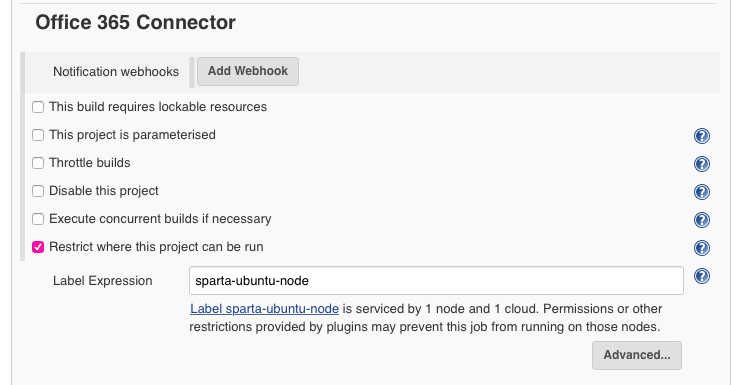 Office 365 Connector
Notification webhooks Add Webhook
This build requires lockable resources
This project is parameterised
Throttle builds
Disable this project
Execute concurrent builds if necessary
Restrict where this project can be run
Label Expression sparta-ubuntu-node
Label sparta-ubuntu-node is serviced by 1 node and 1 cloud. Permissions or other
restrictions provided by plugins may prevent this job from running on those nodes.
Advanced...